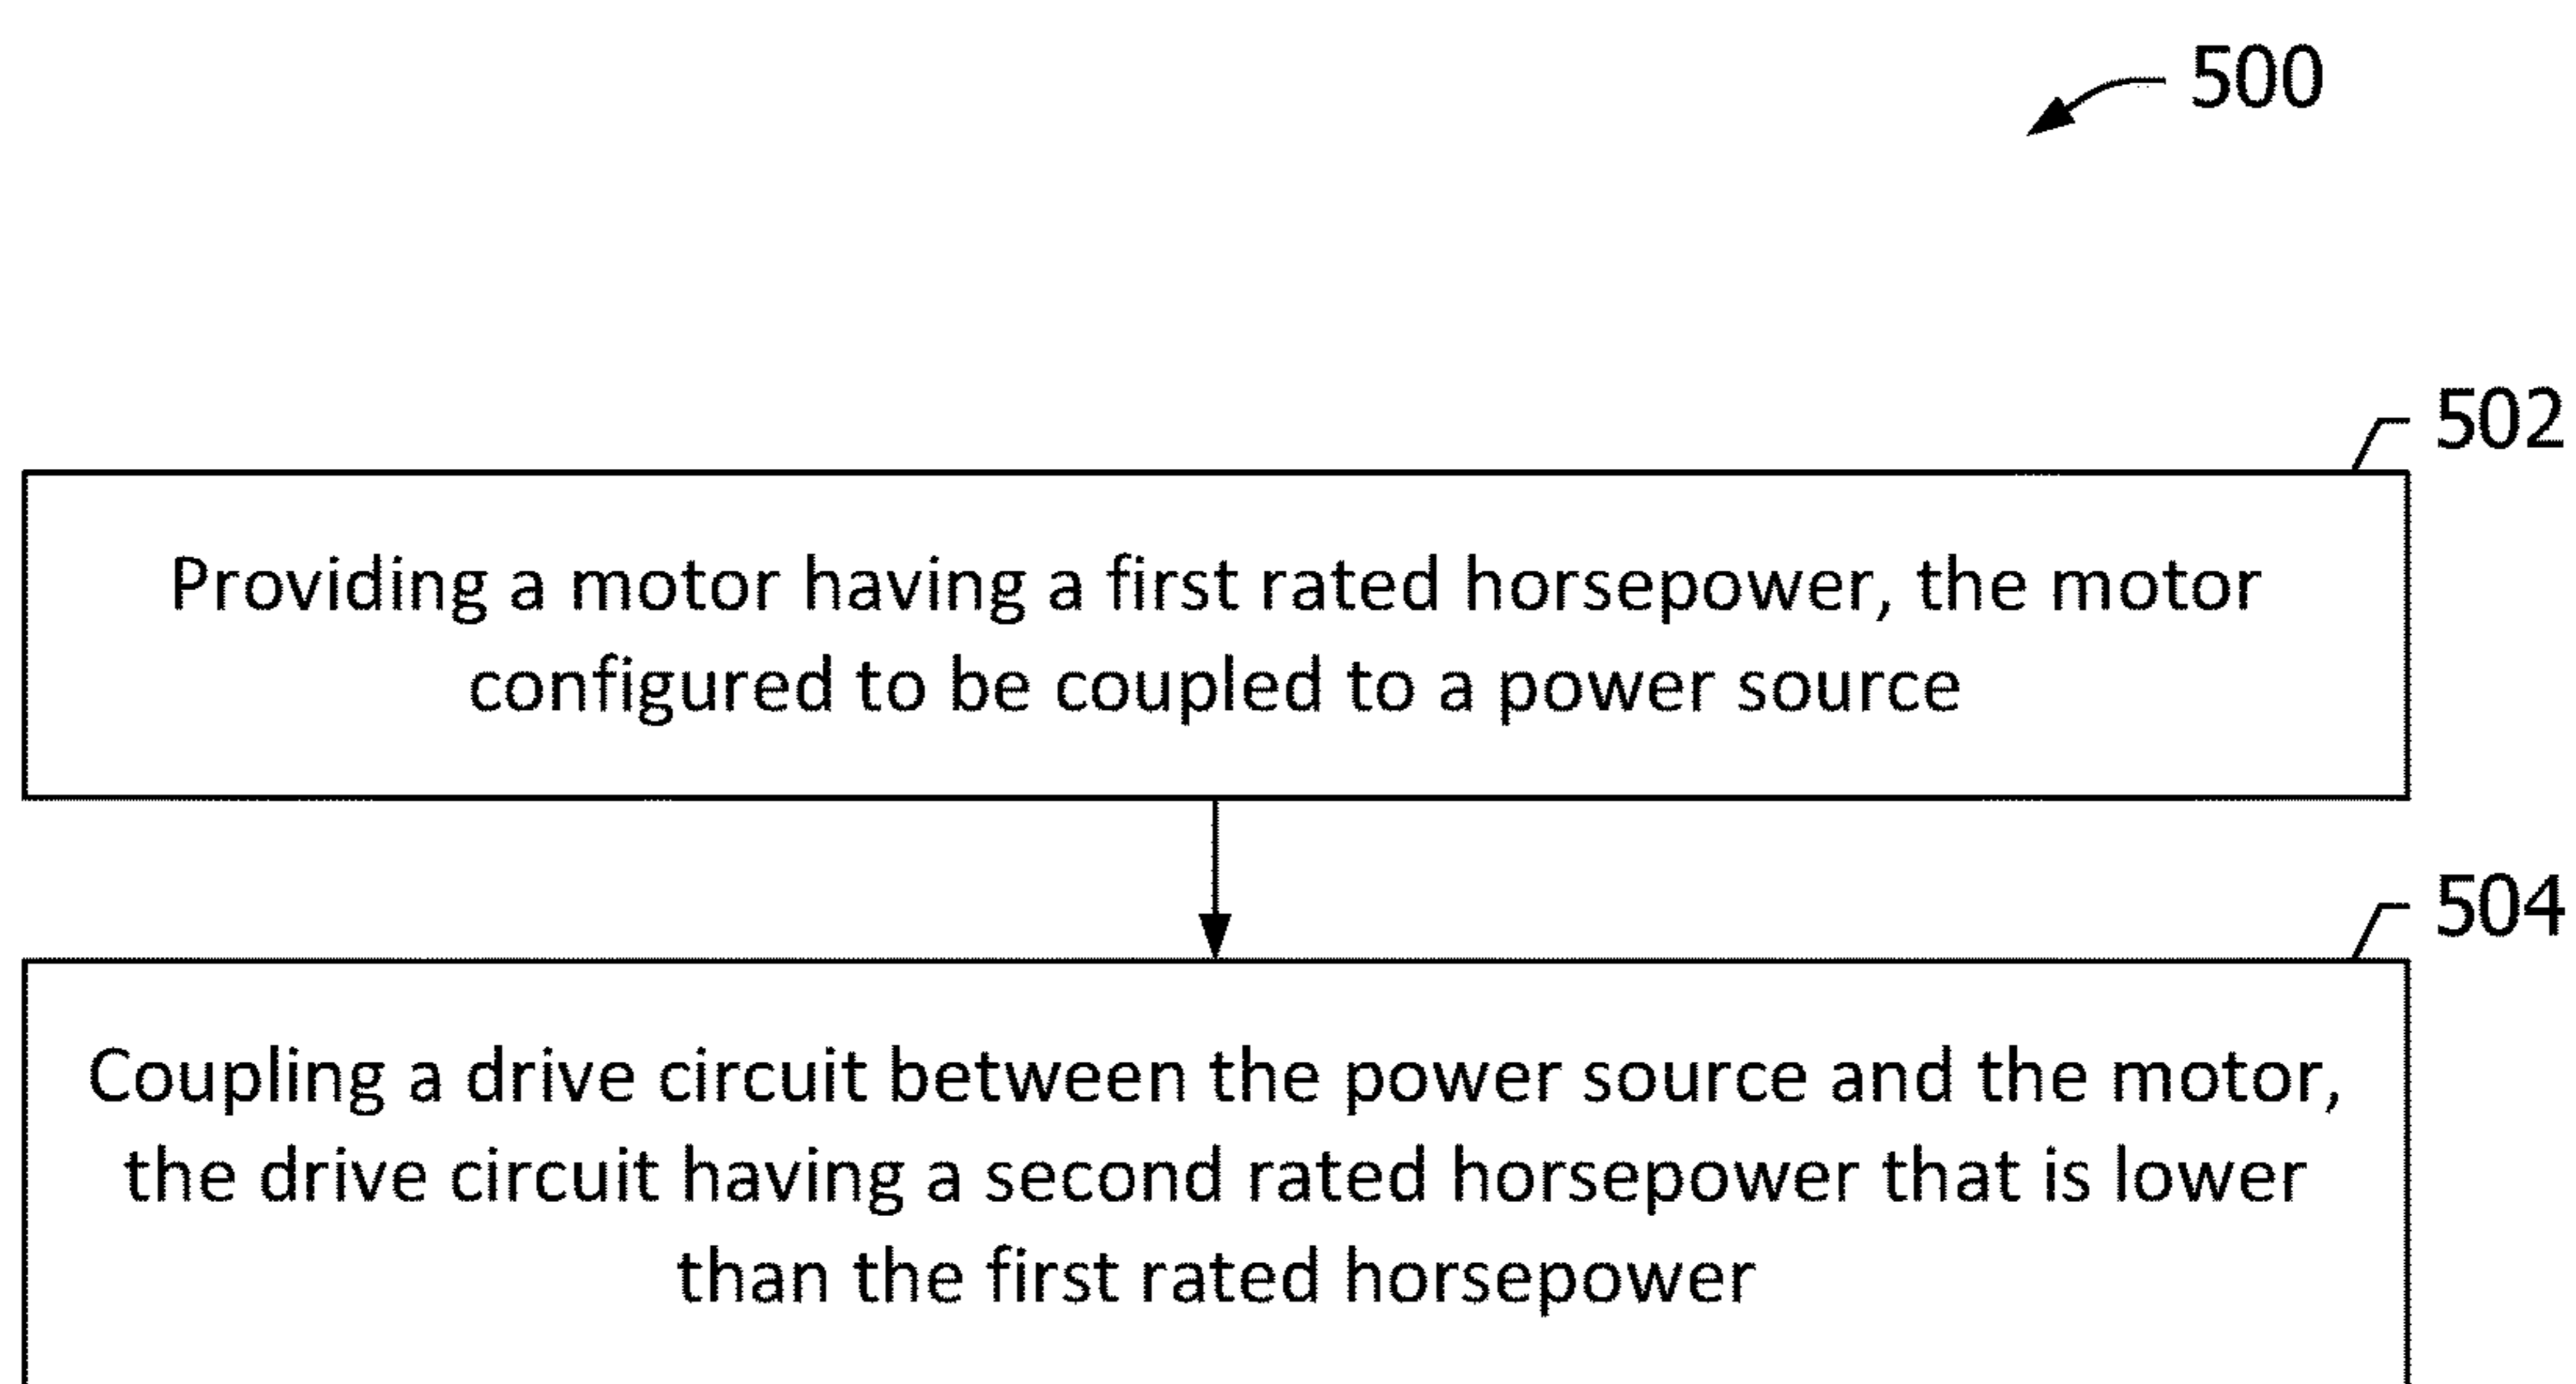 500
502
Providing a motor having a first rated horsepower, the motor
configured to be coupled to a power source
504
Coupling a drive circuit between the power source and the motor,
the drive circuit having a second rated horsepower that is lower
than the first rated horsepower